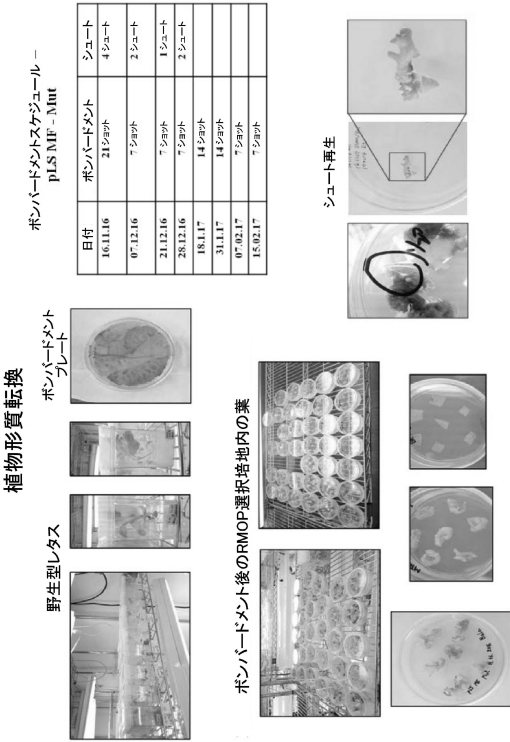 植物形質転換
野生型レタス
ボンバードメント
プレート
ボンバードメントスケジュール –
pLS MF - Mut
日付 ボンバードメント シュート
16.11.16 21 ショット 4 シュート
07.12.16 7 ショット 2 シュート
21.12.16 7 ショット 1 シュート
28.12.16 7 ショット 2 シュート
18.1.17 14 ショット
31.1.17 14 ショット
07.02.17 7 ショット
15.02.17 7 ショット
ボンバードメント後のRMOP選択培地内の葉
シュート再生